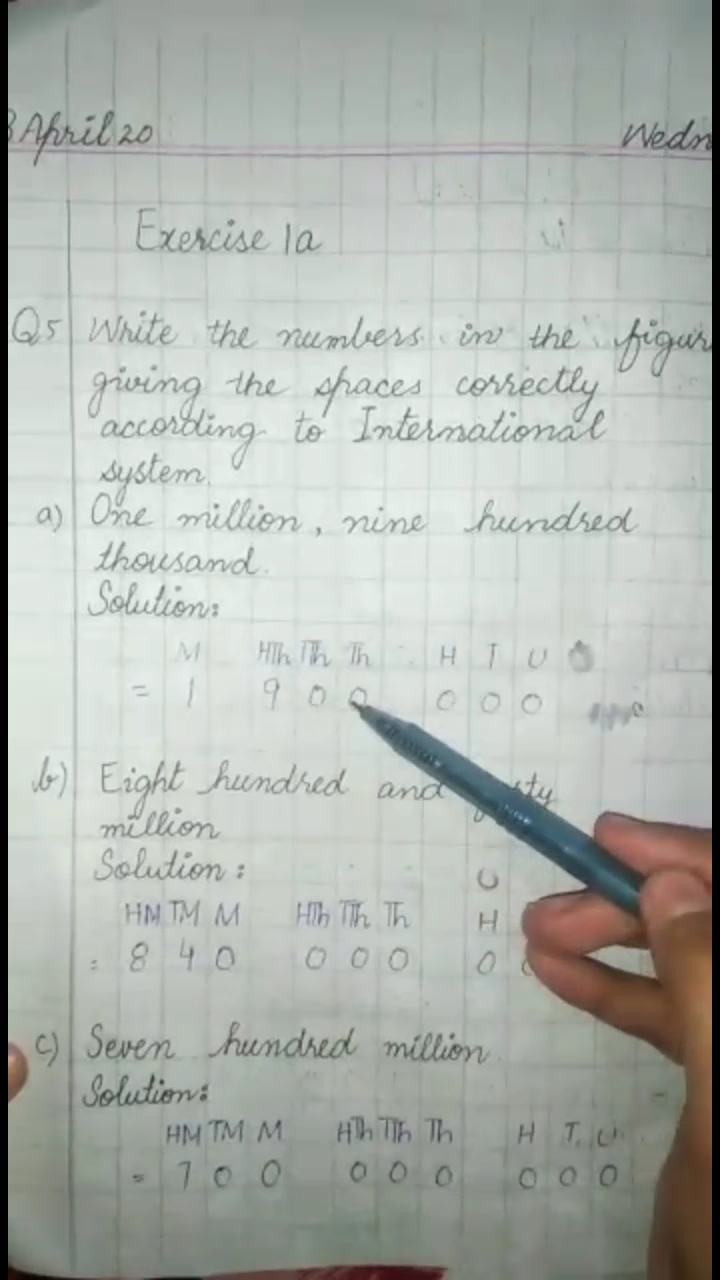 April 20 Wedn
Exercise 1a
Q5 Write the numbers in the figur
giving the spaces correctly
according to International
system.
a) One million, nine hundred
thousand.
Solution:
M HTh TTh Th H T U
= 1 9 0 0 0 0 0
b) Eight hundred and
million
Solution:
U
HM TM M HTh TTh Th H
= 8 4 0 0 0 0 0
c) Seven hundred million.
Solution:
HM TM M HTh TTh Th H T U
= 7 0 0 0 0 0 0 0 0